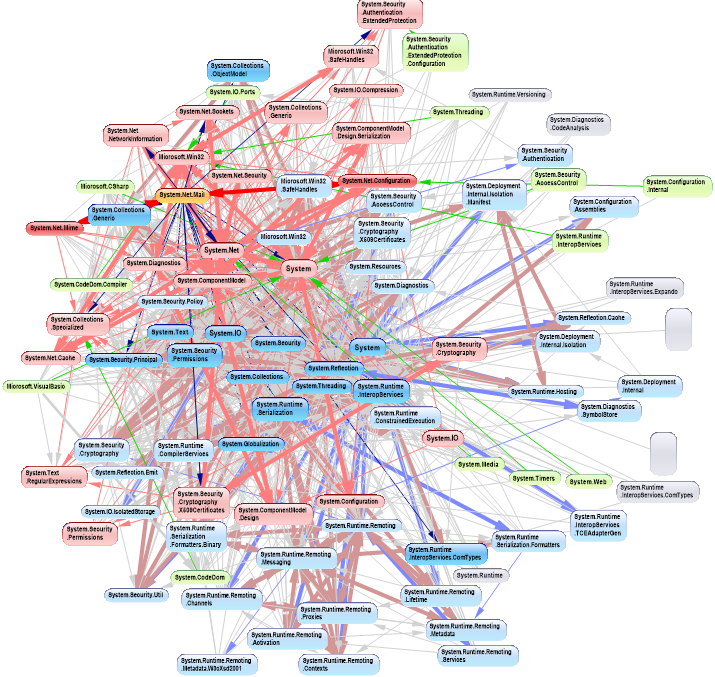 System.Security
.Authentication
.ExtendedProtection
Microsoft.Win32
.SafeHandles
System.Security
.Authentication
.ExtendedProtection
.Configuration
System.Collections
.ObjectModel
System.IO.Ports
System.IO.Compression
System.Runtime.Versioning
System.Net.Sockets
System.Collections
.Generic
System.Threading
System.Diagnostics
.CodeAnalysis
System.Net
.NetworkInformation
System.ComponentModel
.Design.Serialization
Microsoft.Win32
System.Security
.Authentication
System.Net.Security
Microsoft.CSharp
System.Net.Mail
Microsoft.Win32
.SafeHandles
System.Net.Configuration
System.Security
.AccessControl
System.Deployment
.Internal.Isolation
.Manifest
System.Security
.AccessControl
System.Configuration
.Internal
System.Collections
.Generic
System.Configuration
.Assemblies
System.Net.Mime
System.Security
.Cryptography
.X509Certificates
Microsoft.Win32
System.Runtime
.InteropServices
System.Net
System.Diagnostics
System
System.Resources
System.CodeDom.Compiler
System.ComponentModel
System.Diagnostics
System.Runtime
.InteropServices.Expando
System.Security.Policy
System.Collections
.Specialized
System.Text
System.IO
System.Reflection.Cache
System.Security
System
System.Deployment
.Internal.Isolation
System.Net.Cache
System.Security.Principal
System.Security
.Permissions
System.Security
.Cryptography
System.Reflection
System.Collections
System.Threading
System.Runtime
.InteropServices
Microsoft.VisualBasic
System.Runtime.Hosting
System.Deployment
.Internal
System.Runtime
.Serialization
System.Diagnostics
.SymbolStore
System.Runtime
.ConstrainedExecution
System.Globalization
System.IO
System.Security
.Cryptography
System.Runtime
.CompilerServices
System.Text
.RegularExpressions
System.Reflection.Emit
System.Media
System.Timers
System.Web
System.Runtime
.InteropServices.ComTypes
System.Security
.Cryptography
.X509Certificates
System.Configuration
System.IO.IsolatedStorage
System.ComponentModel
.Design
System.Runtime
.InteropServices
.TCEAdapterGen
System.Security
.Permissions
System.Runtime
.Serialization
.Formatters.Binary
System.Runtime.Remoting
System.Runtime
.Serialization.Formatters
System.Runtime.Remoting
.Messaging
System.Runtime
.InteropServices.ComTypes
System.CodeDom
System.Runtime
System.Security.Util
System.Runtime.Remoting
.Channels
System.Runtime.Remoting
.Lifetime
System.Runtime.Remoting
.Proxies
System.Runtime.Remoting
.Metadata
System.Runtime.Remoting
.Activation
System.Runtime.Remoting
.Services
System.Runtime.Remoting
.Metadata.W3cXsd2001
System.Runtime.Remoting
.Contexts